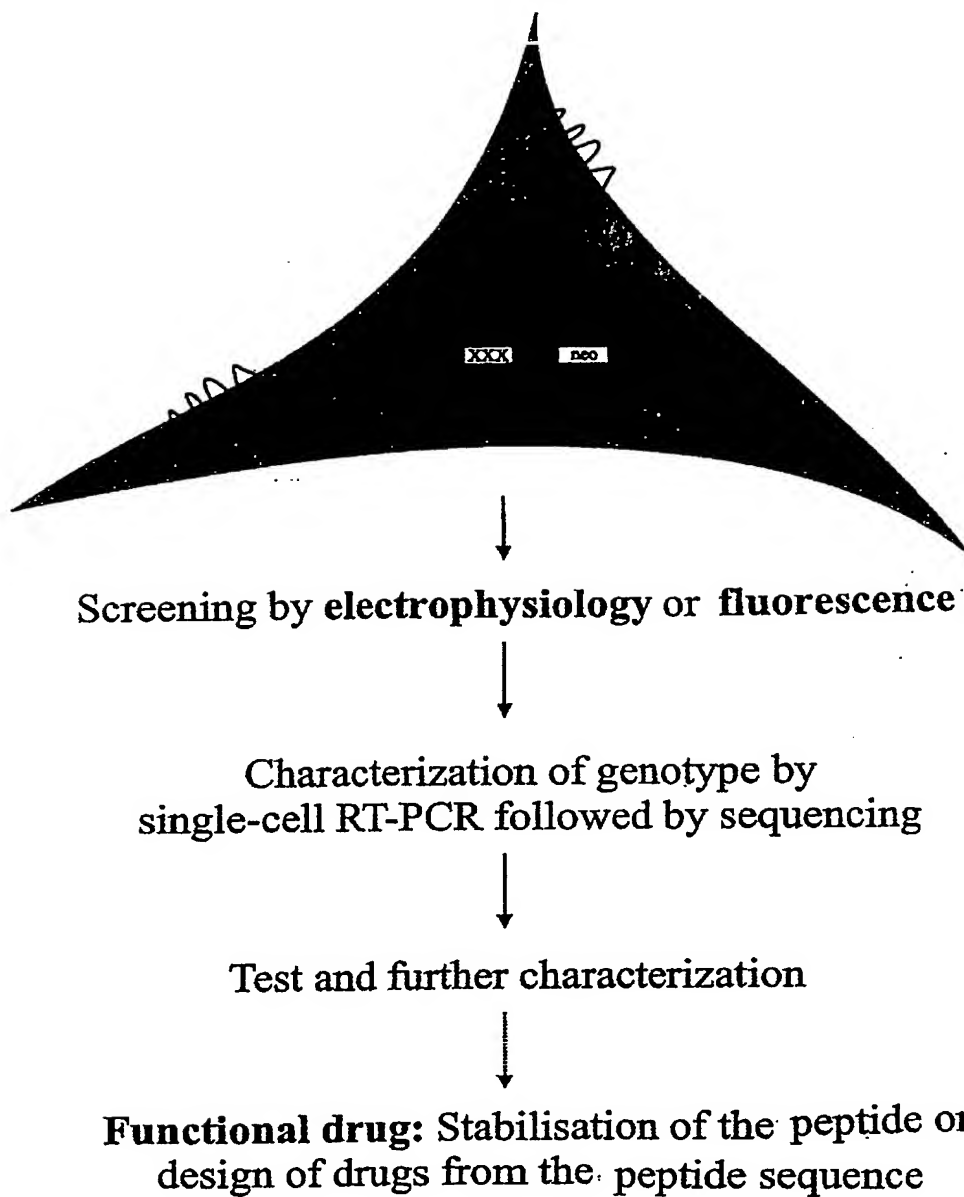 XXX neo
Screening by electrophysiology or fluorescence
Characterization of genotype by
single-cell RT-PCR followed by sequencing
Test and further characterization
Functional drug: Stabilisation of the peptide or
design of drugs from the peptide sequence